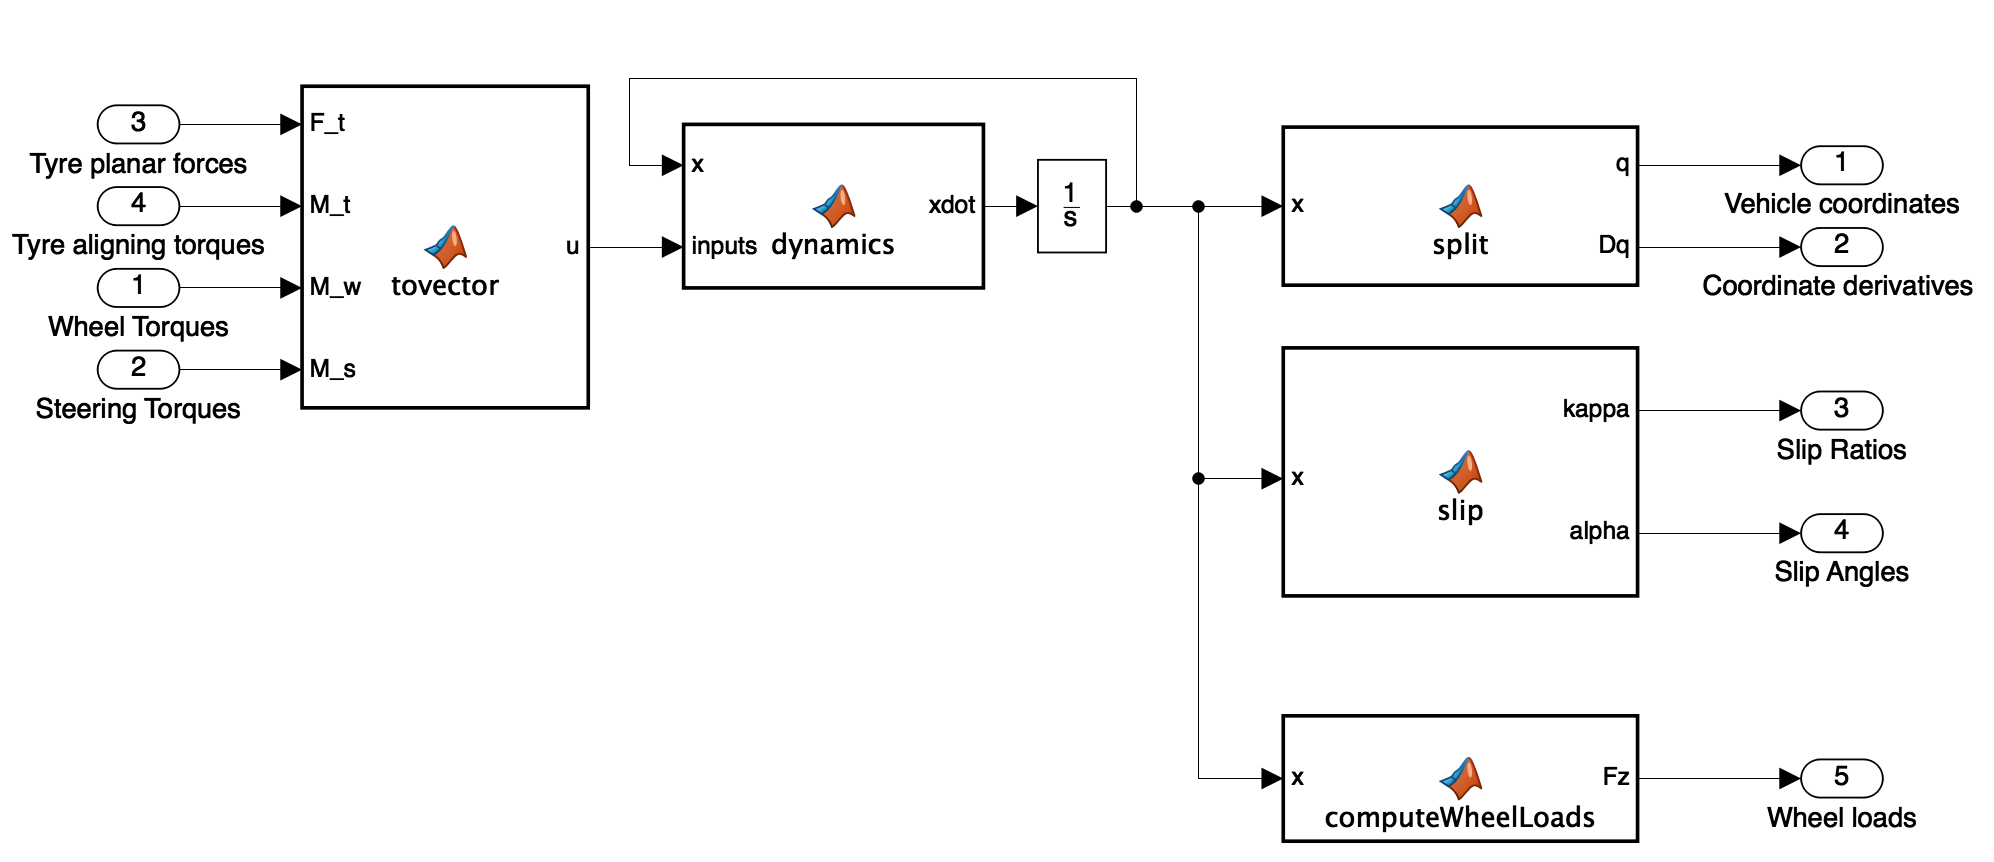 3
Tyre planar forces
4
Tyre aligning torques
1
Wheel Torques
2
Steering Torques
F_t
M_t
M_w
M_s
tovector
u
x
inputs
dynamics
xdot
1
s
x
split
q
Dq
1
Vehicle coordinates
2
Coordinate derivatives
x
slip
kappa
alpha
3
Slip Ratios
4
Slip Angles
x
computeWheelLoads
Fz
5
Wheel loads